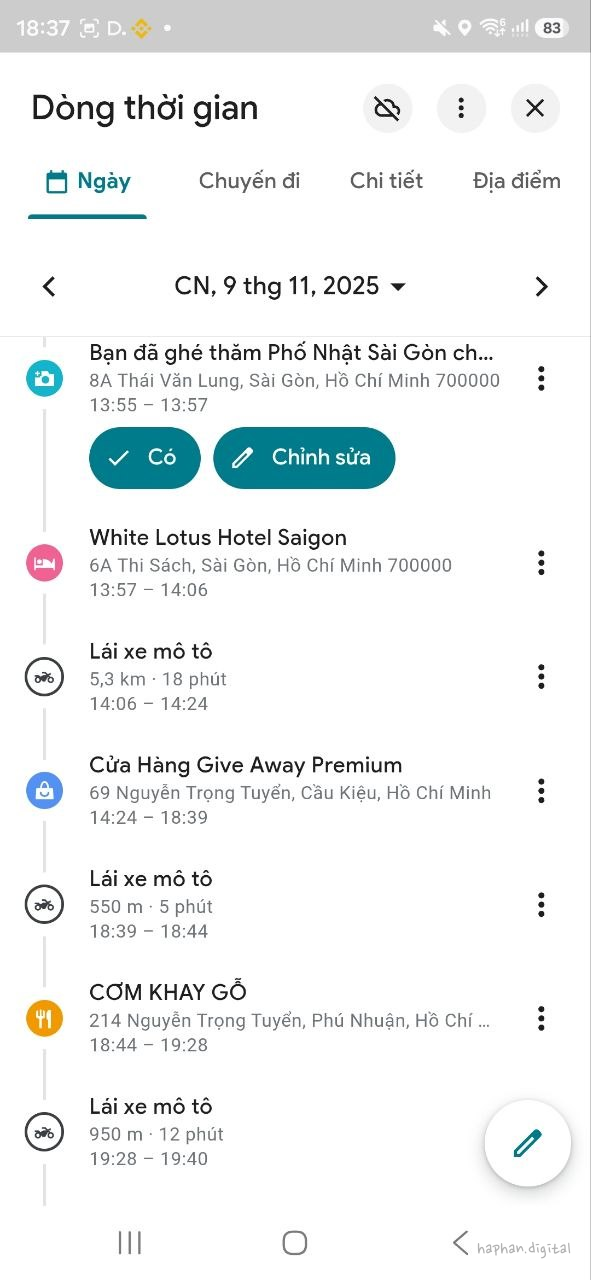 18:37 D. 6 83
Dòng thời gian
Ngày Chuyến đi Chi tiết Địa điểm
CN, 9 thg 11, 2025
Bạn đã ghé thăm Phố Nhật Sài Gòn ch...
8A Thái Văn Lung, Sài Gòn, Hồ Chí Minh 700000
13:55 – 13:57
Có Chỉnh sửa
White Lotus Hotel Saigon
6A Thi Sách, Sài Gòn, Hồ Chí Minh 700000
13:57 – 14:06
Lái xe mô tô
5,3 km · 18 phút
14:06 – 14:24
Cửa Hàng Give Away Premium
69 Nguyễn Trọng Tuyển, Cầu Kiệu, Hồ Chí Minh
14:24 – 18:39
Lái xe mô tô
550 m · 5 phút
18:39 – 18:44
CƠM KHAY GỖ
214 Nguyễn Trọng Tuyển, Phú Nhuận, Hồ Chí ...
18:44 – 19:28
Lái xe mô tô
950 m · 12 phút
19:28 – 19:40
haphan.digital